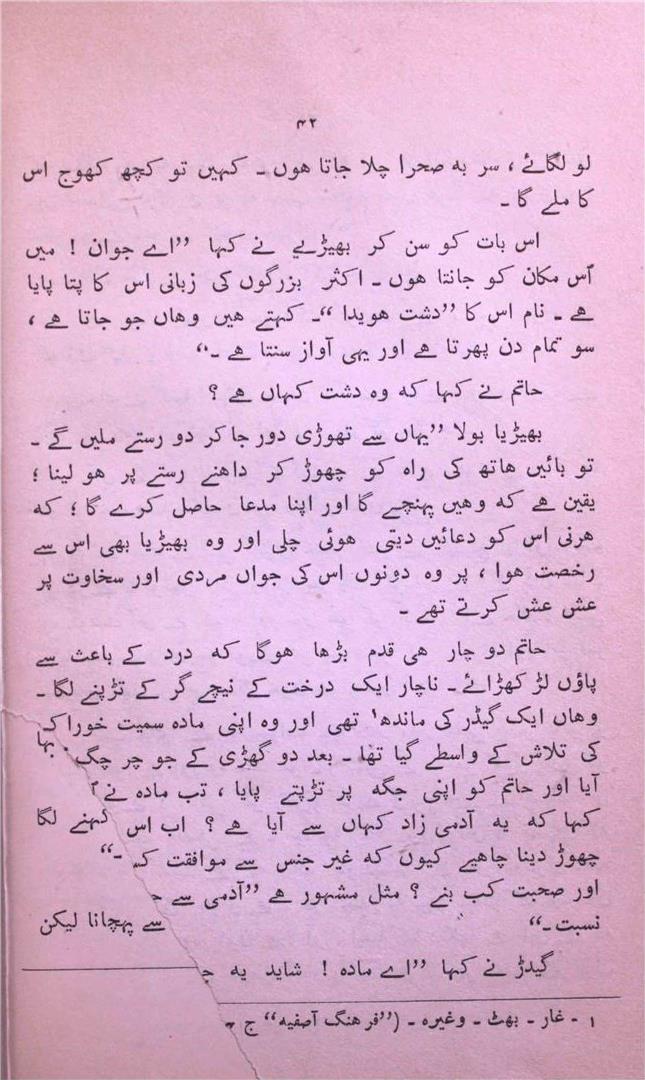 ۴۲
لو لگائے ، سر بہ صحرا چلا جاتا ہوں ۔ کہیں تو کچھ کھوج اس
کا ملے گا ۔
اس بات کو سن کر بھیڑیے نے کہا ”اے جوان ! میں
اُس مکان کو جانتا ہوں ۔ اکثر بزرگوں کی زبانی اس کا پتا پایا
ہے ۔ نام اس کا ”دشت ہویدا “۔ کہتے ہیں وہاں جو جاتا ہے ،
سو تمام دن پھرتا ہے اور یہی آواز سنتا ہے ۔“
حاتم نے کہا کہ وہ دشت کہاں ہے ؟
بھیڑیا بولا ”یہاں سے تھوڑی دور جا کر دو رستے ملیں گے ۔
تو بائیں ہاتھ کی راہ کو چھوڑ کر داہنے رستے پر ہو لینا ؛
یقین ہے کہ وہیں پہنچے گا اور اپنا مدعا حاصل کرے گا ؛ کہ
ہرنی اس کو دعائیں دیتی ہوئی چلی اور وہ بھیڑیا بھی اس سے
رخصت ہوا ، پر وہ دونوں اس کی جواں مردی اور سخاوت پر
عش عش کرتے تھے ۔
حاتم دو چار ہی قدم بڑھا ہوگا کہ درد کے باعث سے
پاؤں لڑ کھڑائے ۔ ناچار ایک درخت کے نیچے گر کے تڑپنے لگا ۔
وہاں ایک گیڈر کی ماندھ۱ تھی اور وہ اپنی مادہ سمیت خوراک
کی تلاش کے واسطے گیا تھا ۔ بعد دو گھڑی کے جو چر چگ
آیا اور حاتم کو اپنی جگہ پر تڑپتے پایا ، تب مادہ نے
کہا کہ یہ آدمی زاد کہاں سے آیا ہے ؟ اب اس کہنے لگا
چھوڑ دینا چاہیے کیوں کہ غیر جنس سے موافقت ۔“
اور صحبت کب بنے ؟ مثل مشہور ہے ”آدمی سے
نسبت ۔“ سے پہچانا لیکن
گیدڑ نے کہا ”اے مادہ ! شاید یہ
۱ ۔ غار ۔ بھٹ ۔ وغیرہ ۔ (”فرہنگ آصفیہ“ ج